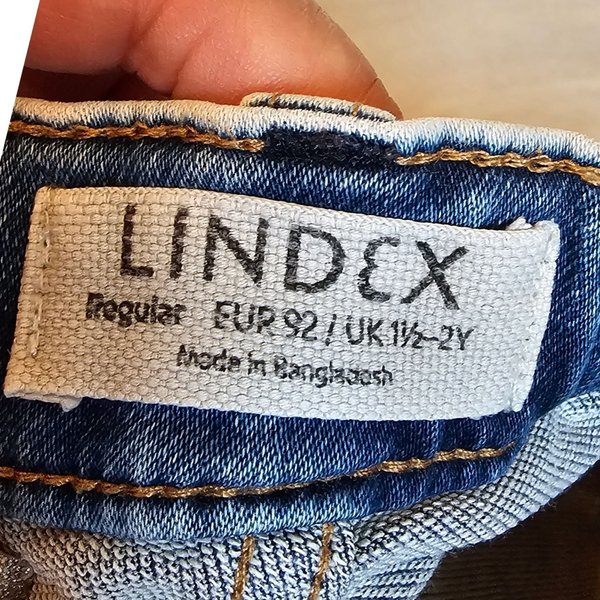 LINDEX
Regular EUR 92 / UK 1½-2Y
Made in Bangladesh